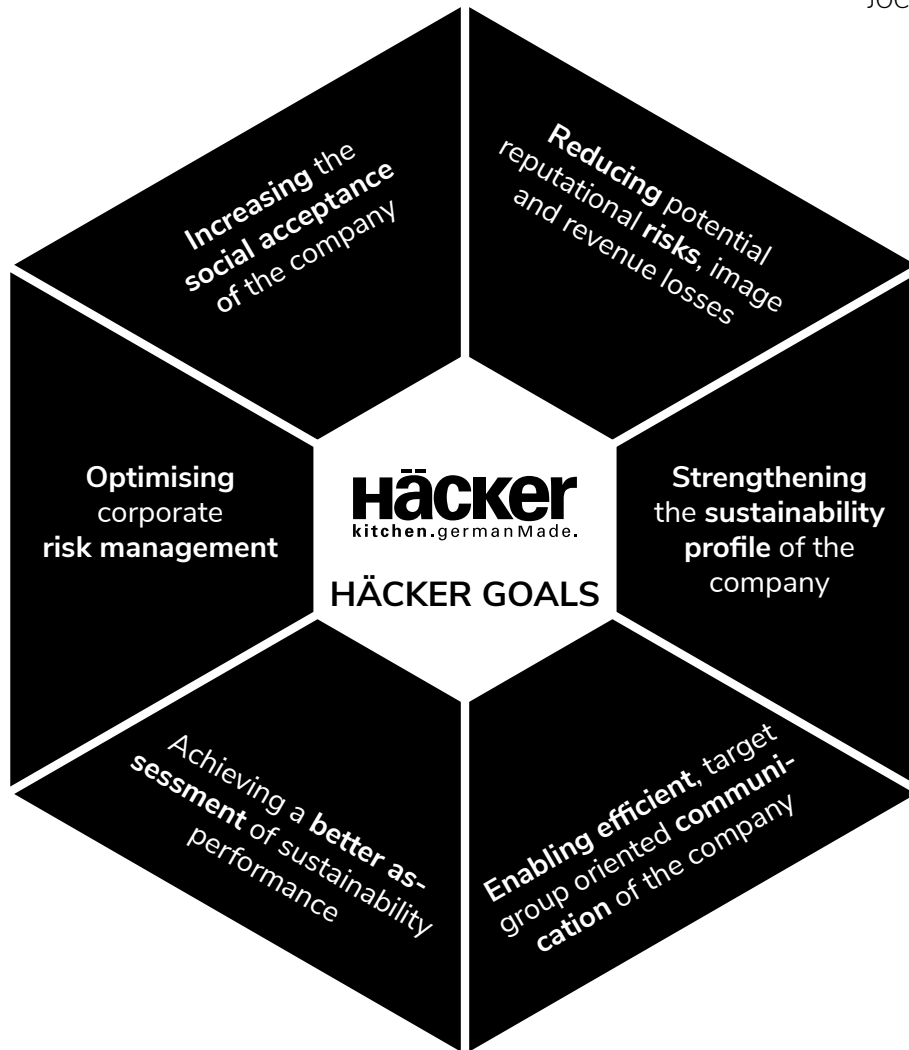 JOC
Increasing the
social acceptance
of the company
Reducing potential
reputational risks, image
and revenue losses
Optimising
corporate
risk management
Häcker
kitchen.germanMade.
HÄCKER GOALS
Strengthening
the sustainability
profile of the
company
Achieving a better as-
sessment of sustainability
performance
Enabling efficient, target
group oriented communi-
cation of the company